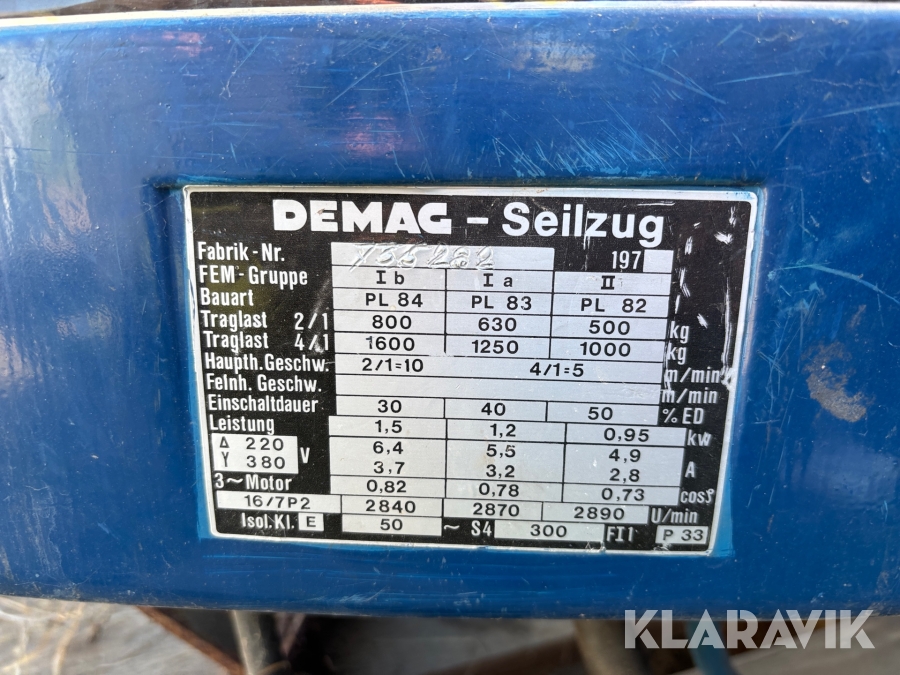 DEMAG - Seilzug
Fabrik-Nr. 197
FEM-Gruppe I b I a II
Bauart PL 84 PL 83 PL 82
Traglast 2/1 800 630 500 kg
Traglast 4/1 1600 1250 1000 kg
Haupth. Geschw. 2/1=10 4/1=5 m/min
Feinh. Geschw. m/min
Einschaltdauer 30 40 50 % ED
Leistung 1,5 1,2 0,95 kw
Δ 220 V 6,4 5,5 4,9 A
Y 380 3,7 3,2 2,8
3~Motor 0,82 0,78 0,73 cosφ
16/7P2 2840 2870 2890 U/min
Isol.Kl. E 50 ~ S4 300 P 33
KLARAVIK